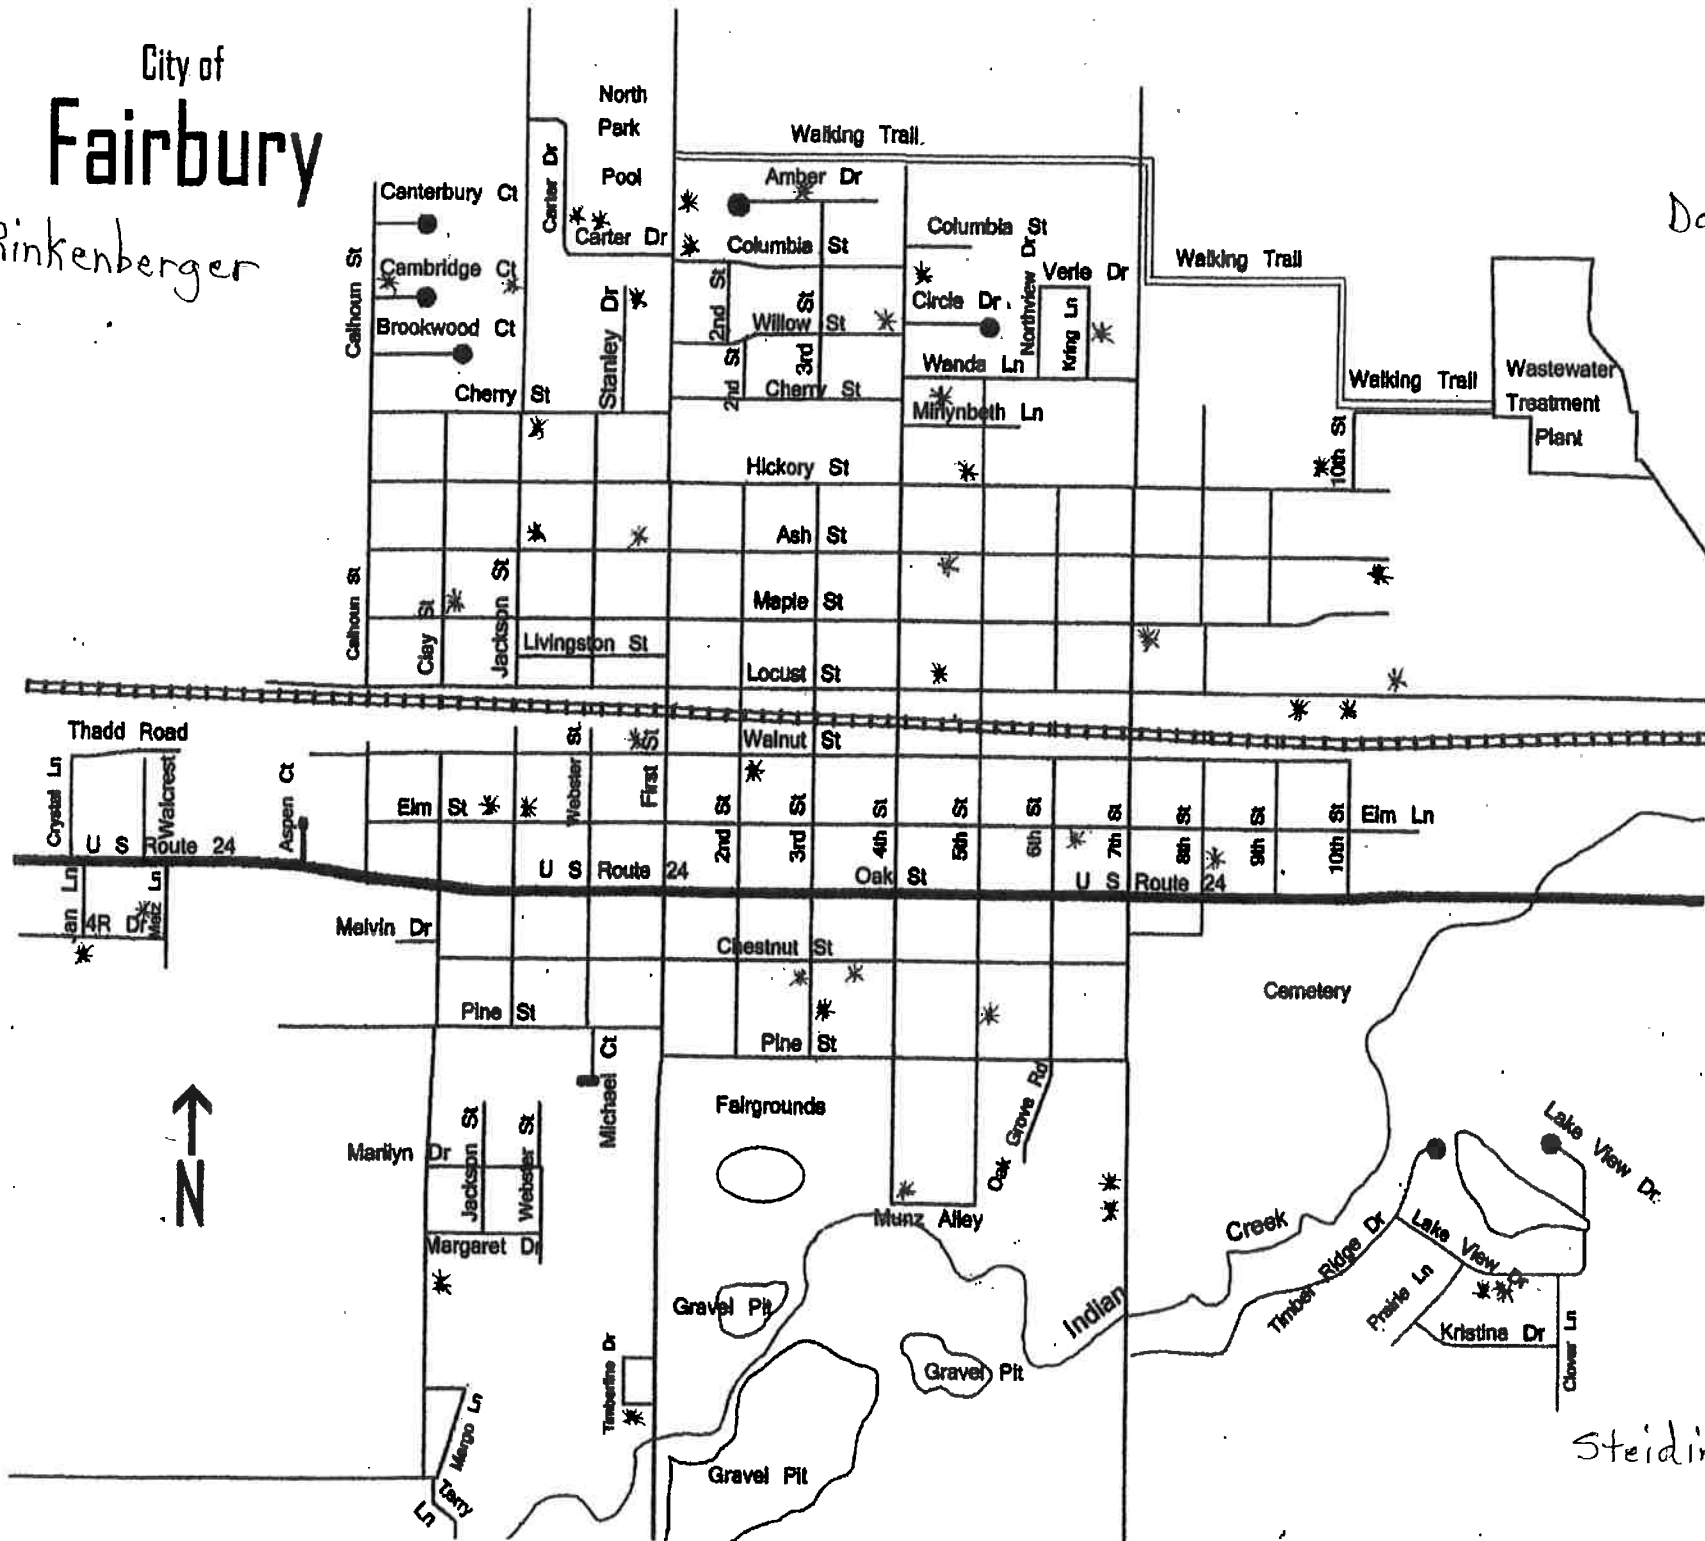 City of
Fairbury
Rinkenberger
North
Park
Pool
Walking Trail
Amber Dr
Canterbury Ct
Carter Dr
Carter Dr
Columbia St
Columbia St
Calhoun St
Cambridge Ct
Brookwood Ct
Stanley Dr
2nd St
3rd St
Willow St
2nd St
Cherry St
Cherry St
Circle Dr
Northview Dr
Verle Dr
Kring Ln
Wanda Ln
Mirlynbeth Ln
Walking Trail
Walking Trail
Wastewater
Treatment
Plant
Hickory St
10th St
Ash St
Maple St
Calhoun St
Clay St
Jackson St
Livingston St
Locust St
Thadd Road
Crystal Ln
Walcrest
Aspen Ct
Webster St
First St
Walnut St
Elm St
2nd St
3rd St
4th St
5th St
6th St
7th St
8th St
9th St
10th St
Elm Ln
U S Route 24
U S Route 24
Oak St
U S Route 24
Jan Ln
4R Dr
Metz Ln
Melvin Dr
Chestnut St
Cemetery
Pine St
Pine St
Michael Ct
Fairgrounds
Oak Grove Rd
N
Marilyn Dr
Jackson St
Webster St
Margaret Dr
Munz Alley
Indian
Creek
Timber Ridge Dr
Lake View Dr
Lake View Dr
Prairie Ln
Kristina Dr
Clover Ln
Gravel Pit
Gravel Pit
Gravel Pit
Timberline Dr
Margo Ln
Terry Ln